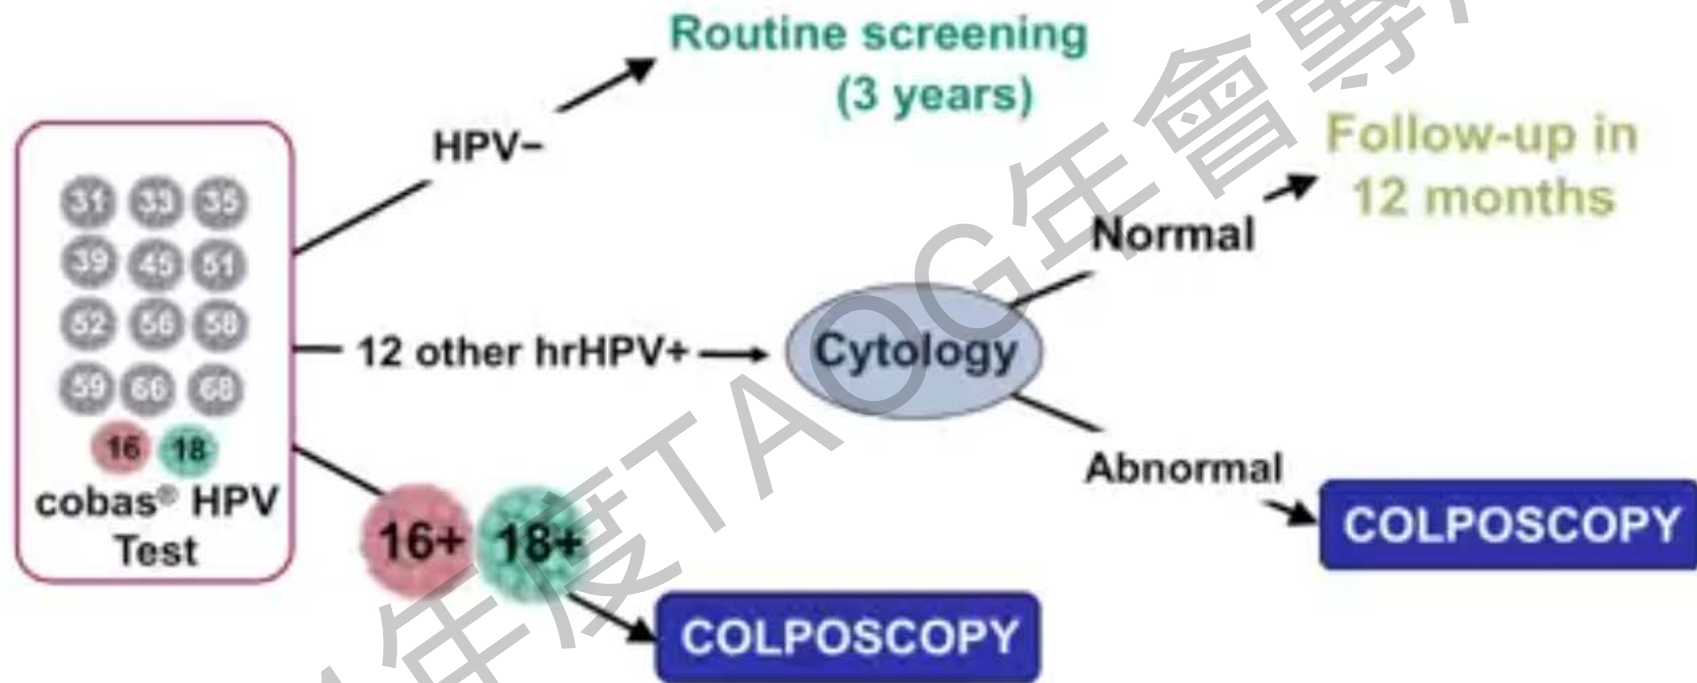 Routine screening
(3 years)
HPV−
Follow-up in
12 months
Normal
31 33 35
39 45 51
52 56 58
59 66 68
16 18
cobas® HPV
Test
12 other hrHPV+
Cytology
Abnormal
COLPOSCOPY
16+ 18+
COLPOSCOPY
年度TAOG年會專